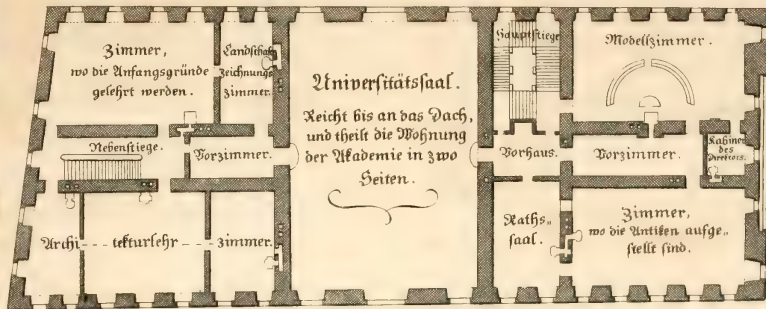 Zimmer,
wo die Anfangsgründe
gelehrt werden.
Landschaft
Zeichnungs
Zimmer.
Nebenstiege.
Vorzimmer.
Archi - - tekturlehr - - zimmer.
Universitätssaal.
Reicht bis an das Dach,
und theilt die Wohnung
der Akademie in zwo
Seiten.
Hauptstiege
Vorhaus.
Raths-
saal.
Modellzimmer.
Vorzimmer.
Kabinet
des
Direktors.
Zimmer,
wo die Antiken aufge-
stellt sind.